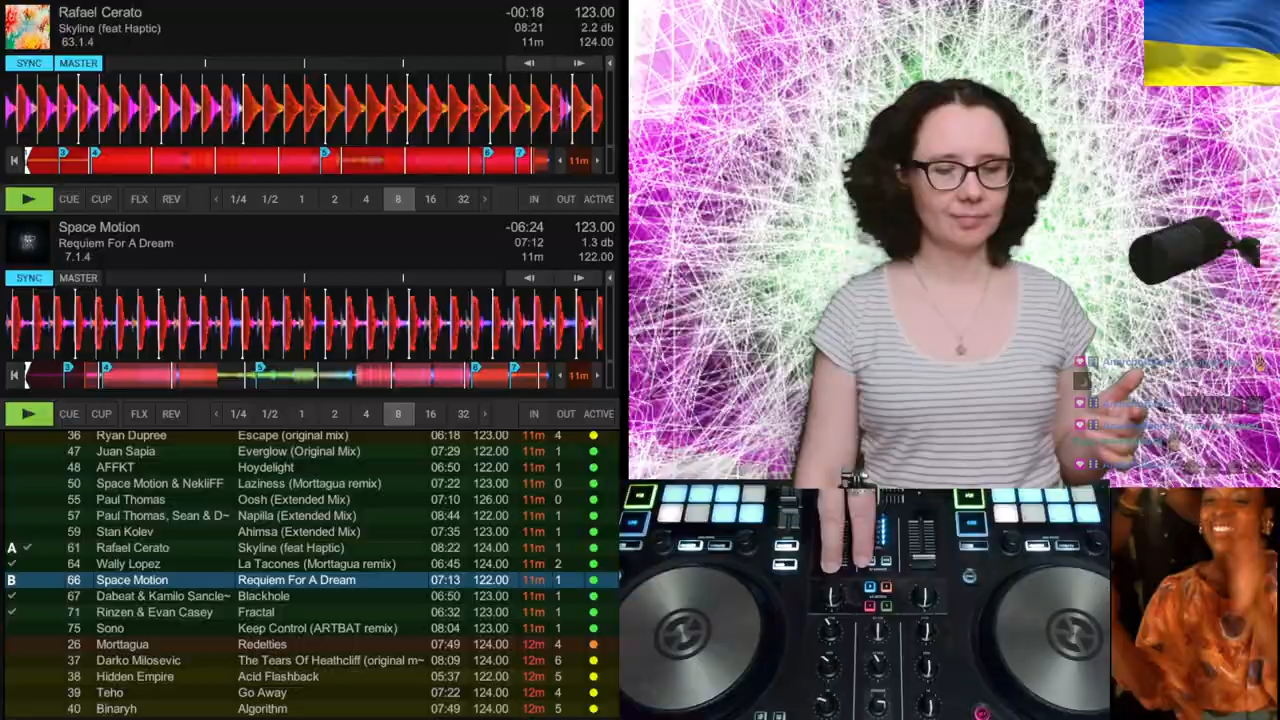 Rafael Cerato -00:18 123.00
Skyline (feat Haptic) 08:21 2.2 db
63.1.4 11m 124.00
SYNC MASTER
3 4 5 6 7 11m
CUE CUP FLX REV 1/4 1/2 1 2 4 8 16 32 IN OUT ACTIVE
Space Motion -06:24 123.00
Requiem For A Dream 07:12 1.3 db
7.1.4 11m 122.00
SYNC MASTER
3 4 5 6 7 11m
CUE CUP FLX REV 1/4 1/2 1 2 4 8 16 32 IN OUT ACTIVE
36 Ryan Dupree Escape (original mix) 06:18 123.00 11m 4
47 Juan Sapia Everglow (Original Mix) 07:29 122.00 11m 1
48 AFFKT Hoydelight 06:50 122.00 11m 1
50 Space Motion & NekliFF Laziness (Morttagua remix) 07:22 123.00 11m 0
55 Paul Thomas Oosh (Extended Mix) 07:10 126.00 11m 0
57 Paul Thomas, Sean & D~ Napilla (Extended Mix) 08:44 122.00 11m 1
59 Stan Kolev Ahimsa (Extended Mix) 07:35 123.00 11m 1
A 61 Rafael Cerato Skyline (feat Haptic) 08:22 124.00 11m 1
64 Wally Lopez La Tacones (Morttagua remix) 06:45 124.00 11m 2
B 66 Space Motion Requiem For A Dream 07:13 122.00 11m 1
67 Dabeat & Kamilo Sancle~ Blackhole 06:50 123.00 11m 1
71 Rinzen & Evan Casey Fractal 06:32 123.00 11m 1
75 Sono Keep Control (ARTBAT remix) 08:04 123.00 11m 1
26 Morttagua Redelties 07:49 124.00 12m 4
37 Darko Milosevic The Tears Of Heathcliff (original m~ 08:09 124.00 12m 6
38 Hidden Empire Acid Flashback 05:37 122.00 12m 5
39 Teho Go Away 07:22 124.00 12m 4
40 Binaryh Algorithm 07:49 124.00 12m 5